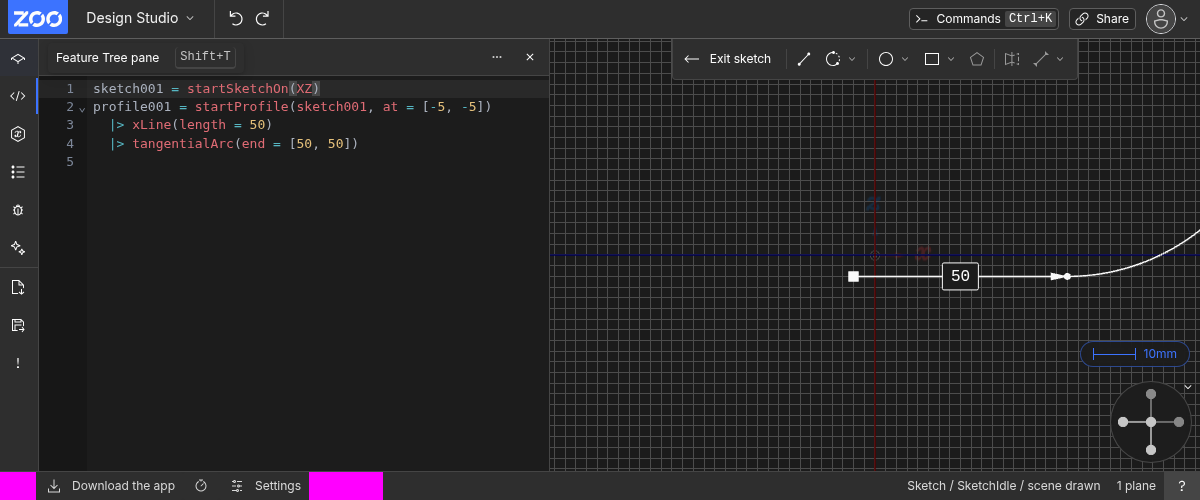 ZOO Design Studio Commands Ctrl+K Share
Feature Tree pane Shift+T
Exit sketch
1 sketch001 = startSketchOn(XZ)
2 profile001 = startProfile(sketch001, at = [-5, -5])
3 |> xLine(length = 50)
4 |> tangentialArc(end = [50, 50])
5
Z
X
50
10mm
Download the app Settings Sketch / SketchIdle / scene drawn 1 plane ?